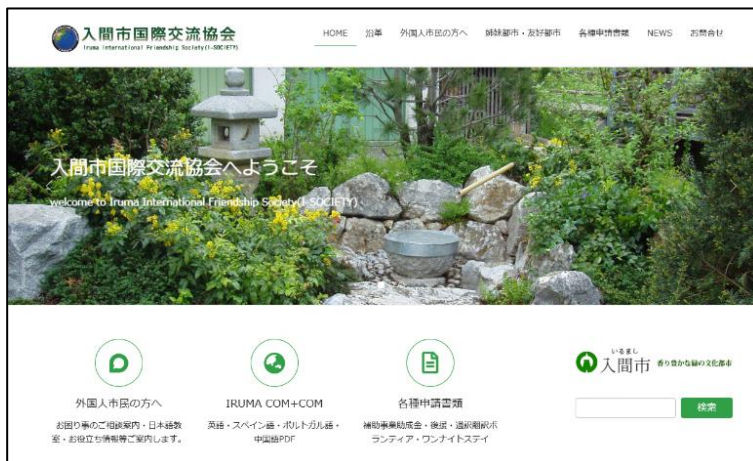 入間市国際交流協会
Iruma International Friendship Society(I-SOCIETY)
HOME 沿革 外国人市民の方へ 姉妹都市・友好都市 各種申請書類 NEWS お問合せ
入間市国際交流協会へようこそ
welcome to Iruma International Friendship Society(I-SOCIETY)
外国人市民の方へ
お困り事のご相談案内・日本語教
室・お役立ち情報等ご案内します。
IRUMA COM+COM
英語・スペイン語・ポルトガル語・
中国語PDF
各種申請書類
補助事業助成金・後援・通訳翻訳ボ
ランティア・ワンナイトステイ
いるまし
入間市 香り豊かな緑の文化都市
検索